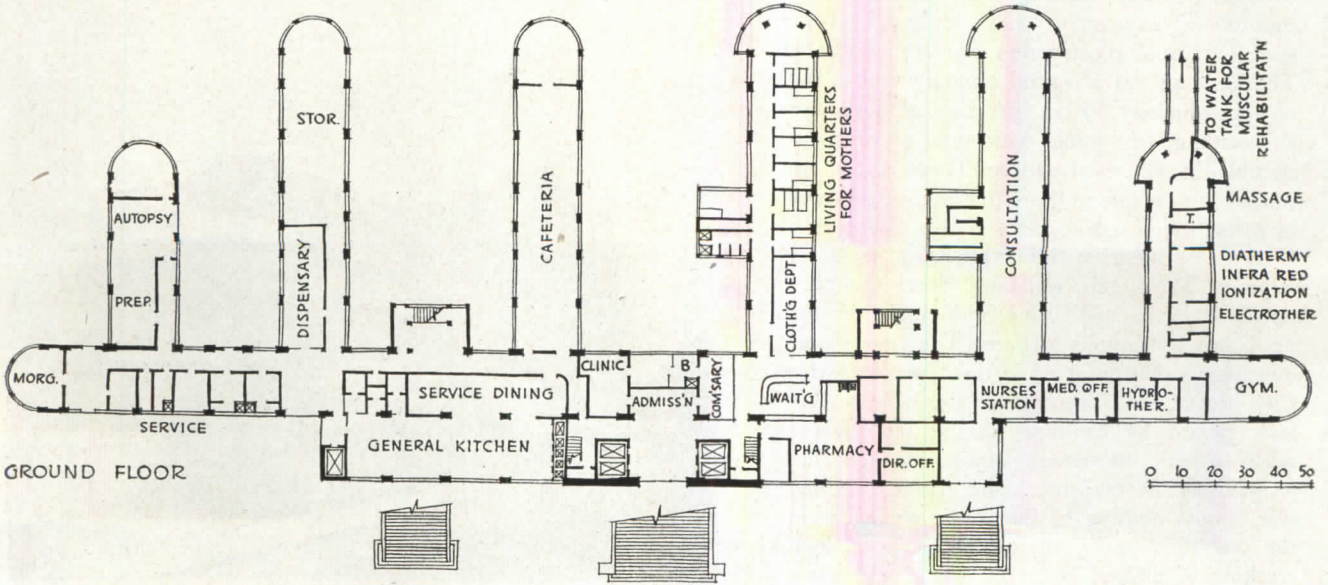 STOR.
AUTOPSY
PREP.
DISPENSARY
CAFETERIA
LIVING QUARTERS
FOR MOTHERS
CLOTH'G DEPT
CONSULTATION
TO WATER
TANK FOR
MUSCULAR
REHABILITAT'N
MASSAGE
T.
DIATHERMY
INFRA RED
IONIZATION
ELECTROTHER.
MORG.
SERVICE
SERVICE DINING
GENERAL KITCHEN
CLINIC
B
ADMISS'N
COM'SARY
WAIT'G
PHARMACY
DIR. OFF.
NURSES
STATION
MED. OFF.
HYDRO-
THER.
GYM.
GROUND FLOOR
0 10 20 30 40 50